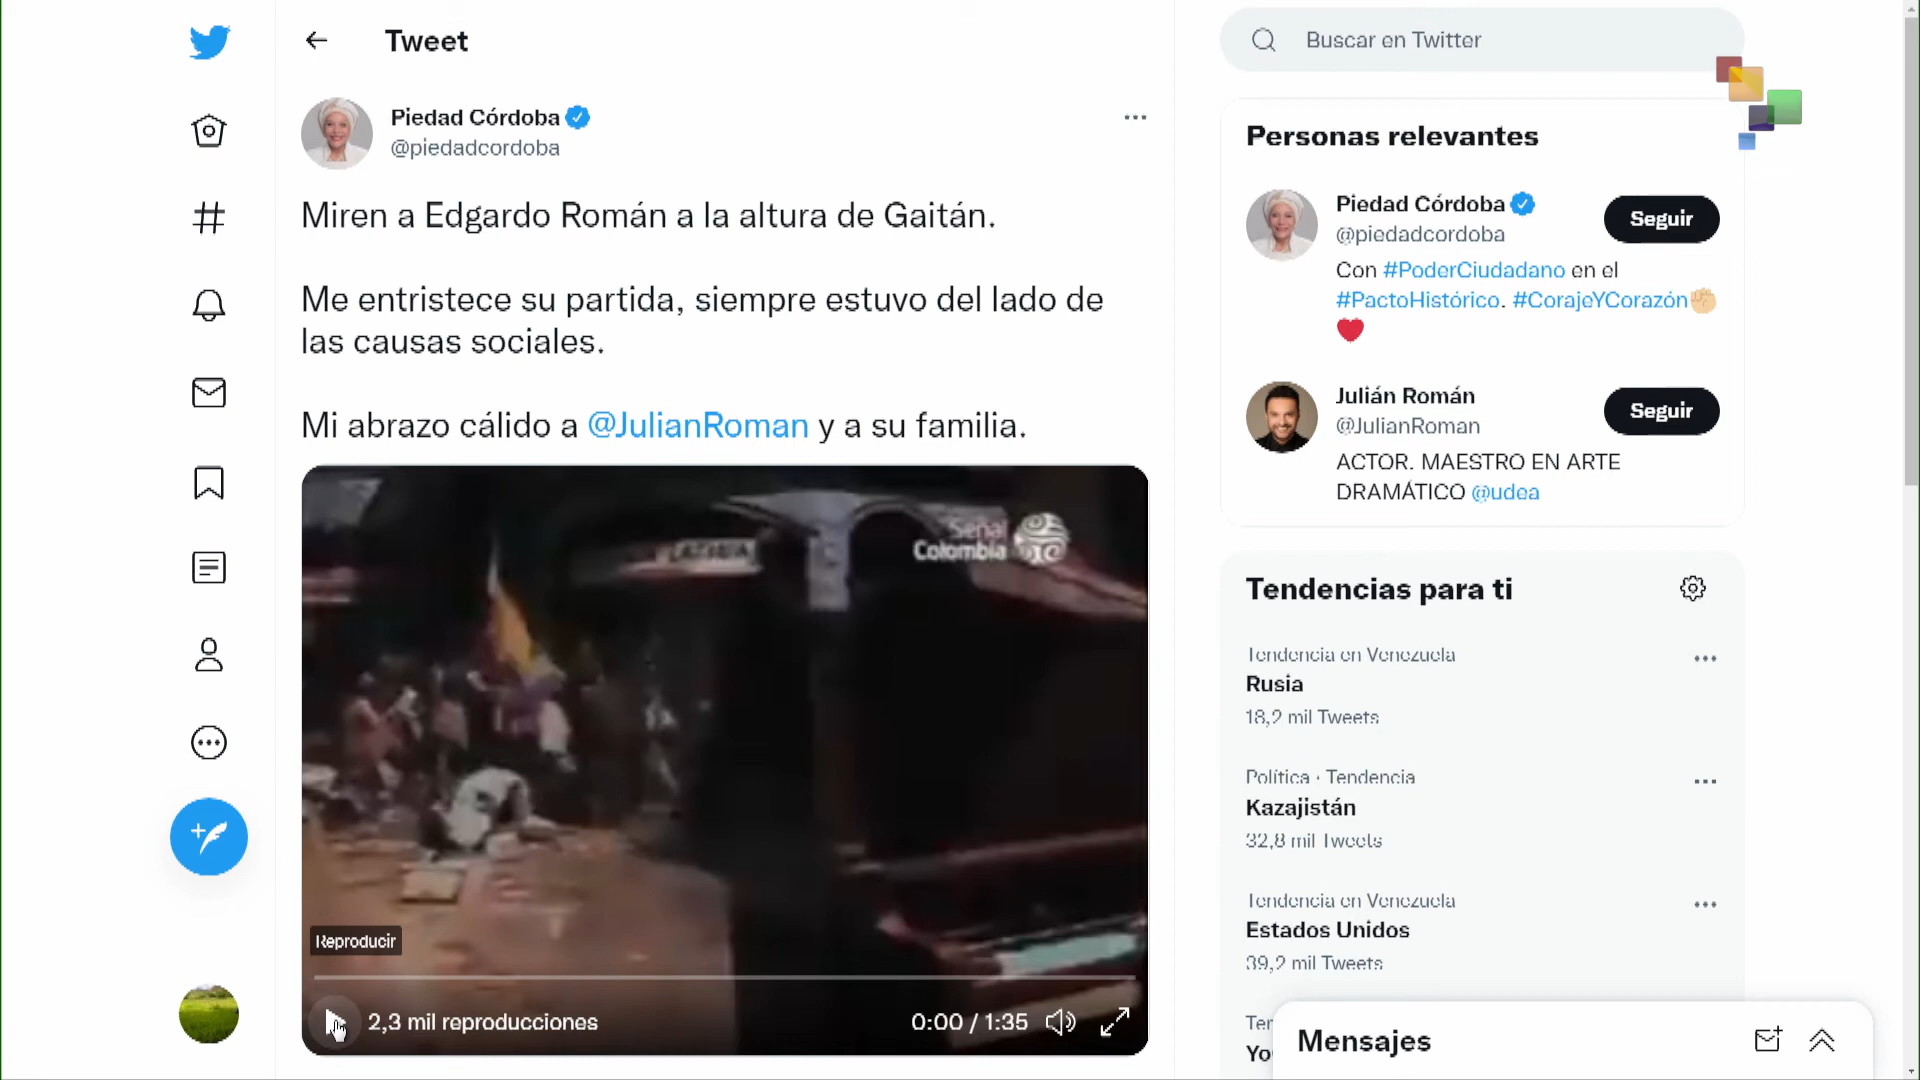 Tweet
Piedad Córdoba
@piedadcordoba
Miren a Edgardo Román a la altura de Gaitán.
Me entristece su partida, siempre estuvo del lado de
las causas sociales.
Mi abrazo cálido a @JulianRoman y a su familia.
Señal
Colombia
Reproducir
2,3 mil reproducciones
0:00 / 1:35
Buscar en Twitter
Personas relevantes
Piedad Córdoba
@piedadcordoba
Seguir
Con #PoderCiudadano en el
#PactoHistórico. #CorajeYCorazón
Julián Román
@JulianRoman
Seguir
ACTOR. MAESTRO EN ARTE
DRAMÁTICO @udea
Tendencias para ti
Tendencia en Venezuela
Rusia
18,2 mil Tweets
Política · Tendencia
Kazajistán
32,8 mil Tweets
Tendencia en Venezuela
Estados Unidos
39,2 mil Tweets
Ter
Yo
Mensajes